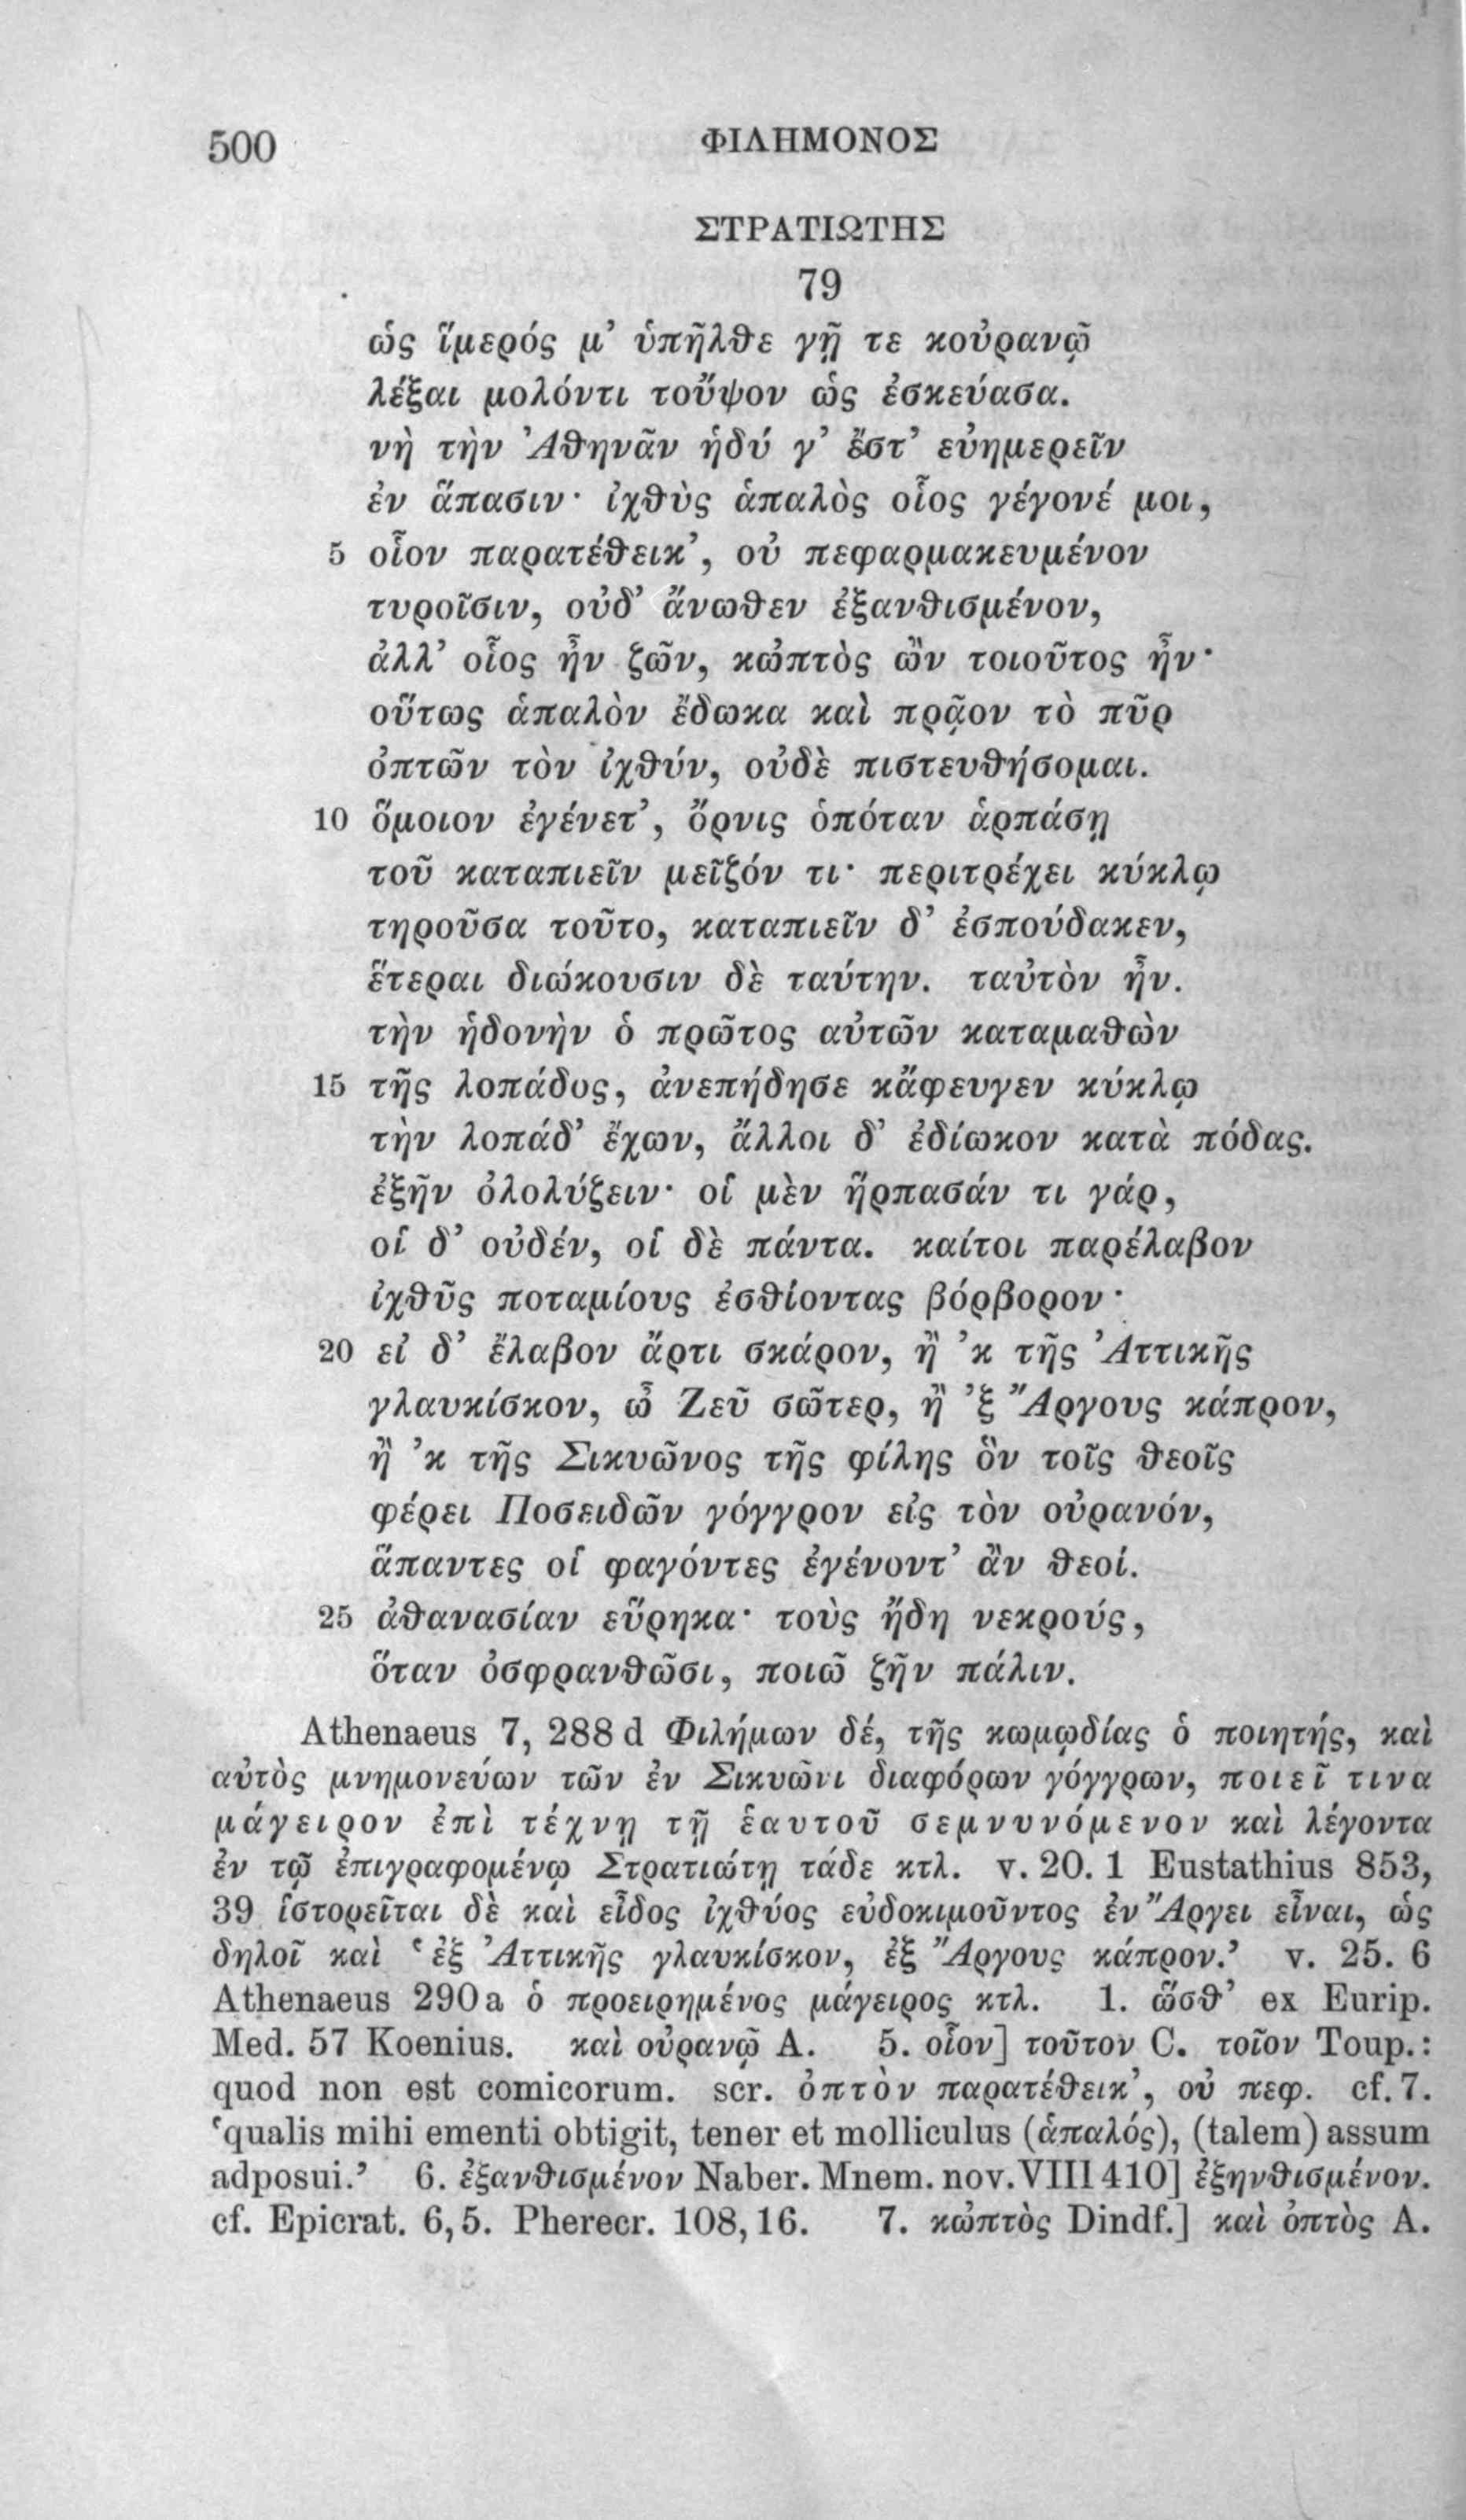 500 ΦΙΛΗΜΟΝΟΣ
ΣΤΡΑΤΙΩΤΗΣ
79
ὡς ἵμερός μ’ ὑπῆλθε γῇ τε κοὐρανῷ
λέξαι μολόντι τοὔψον ὡς ἐσκεύασα.
νὴ τὴν Ἀθηνᾶν ἡδύ γ’ ἔστ’ εὐημερεῖν
ἐν ἅπασιν· ἰχθὺς ἁπαλὸς οἷος γέγονέ μοι,
5 οἷον παρατέθεικ’, οὐ πεφαρμακευμένον
τυροῖσιν, οὐδ’ ἄνωθεν ἐξανθισμένον,
ἀλλ’ οἷος ἦν ζῶν, κὠπτὸς ὢν τοιοῦτος ἦν·
οὕτως ἁπαλὸν ἔδωκα καὶ πρᾷον τὸ πῦρ
ὀπτῶν τὸν ἰχθύν, οὐδὲ πιστευθήσομαι.
10 ὅμοιον ἐγένετ’, ὄρνις ὁπόταν ἁρπάσῃ
τοῦ καταπιεῖν μεῖζόν τι· περιτρέχει κύκλῳ
τηροῦσα τοῦτο, καταπιεῖν δ’ ἐσπούδακεν,
ἕτεραι διώκουσιν δὲ ταύτην. ταὐτὸν ἦν.
τὴν ἡδονὴν ὁ πρῶτος αὐτῶν καταμαθὼν
15 τῆς λοπάδος, ἀνεπήδησε κἄφευγεν κύκλῳ
τὴν λοπάδ’ ἔχων, ἄλλοι δ’ ἐδίωκον κατὰ πόδας.
ἐξῆν ὀλολύζειν· οἱ μὲν ἥρπασάν τι γάρ,
οἱ δ’ οὐδέν, οἱ δὲ πάντα. καίτοι παρέλαβον
ἰχθῦς ποταμίους ἐσθίοντας βόρβορον·
20 εἰ δ’ ἔλαβον ἄρτι σκάρον, ἢ ’κ τῆς Ἀττικῆς
γλαυκίσκον, ὦ Ζεῦ σῶτερ, ἢ ’ξ Ἄργους κάπρον,
ἢ ’κ τῆς Σικυῶνος τῆς φίλης ὃν τοῖς θεοῖς
φέρει Ποσειδῶν γόγγρον εἰς τὸν οὐρανόν,
ἅπαντες οἱ φαγόντες ἐγένοντ’ ἂν θεοί.
25 ἀθανασίαν εὕρηκα· τοὺς ἤδη νεκρούς,
ὅταν ὀσφρανθῶσι, ποιῶ ζῆν πάλιν.
Athenaeus 7, 288 d Φιλήμων δέ, τῆς κωμῳδίας ὁ ποιητής, καὶ
αὐτὸς μνημονεύων τῶν ἐν Σικυῶνι διαφόρων γόγγρων, ποιεῖ τινα
μάγειρον ἐπὶ τέχνῃ τῇ ἑαυτοῦ σεμνυνόμενον καὶ λέγοντα
ἐν τῷ ἐπιγραφομένῳ Στρατιώτῃ τάδε κτλ. v. 20. 1 Eustathius 853,
39 ἱστορεῖται δὲ καὶ εἶδος ἰχθύος εὐδοκιμοῦντος ἐν Ἄργει εἶναι, ὡς
δηλοῖ καὶ ‘ἐξ Ἀττικῆς γλαυκίσκον, ἐξ Ἄργους κάπρον.’ v. 25. 6
Athenaeus 290 a ὁ προειρημένος μάγειρος κτλ. 1. ὥσθ’ ex Eurip.
Med. 57 Koenius. καὶ οὐρανῷ A. 5. οἷον] τοῦτον C. τοῖον Toup.:
quod non est comicorum. scr. ὀπτὸν παρατέθεικ’, οὐ πεφ. cf. 7.
‘qualis mihi ementi obtigit, tener et molliculus (ἁπαλός), (talem) assum
adposui.’ 6. ἐξανθισμένον Naber. Mnem. nov. VIII 410] ἐξηνθισμένον.
cf. Epicrat. 6, 5. Pherecr. 108, 16. 7. κὠπτὸς Dindf.] καὶ ὀπτὸς A.